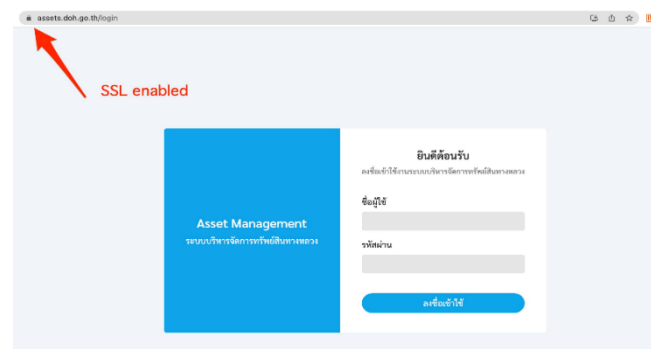 assets.doh.go.th/login
SSL enabled
Asset Management
ระบบบริหารจัดการทรัพย์สินทางหลวง
ยินดีต้อนรับ
ลงชื่อเข้าใช้งานระบบบริหารจัดการทรัพย์สินทางหลวง
ชื่อผู้ใช้
รหัสผ่าน
ลงชื่อเข้าใช้